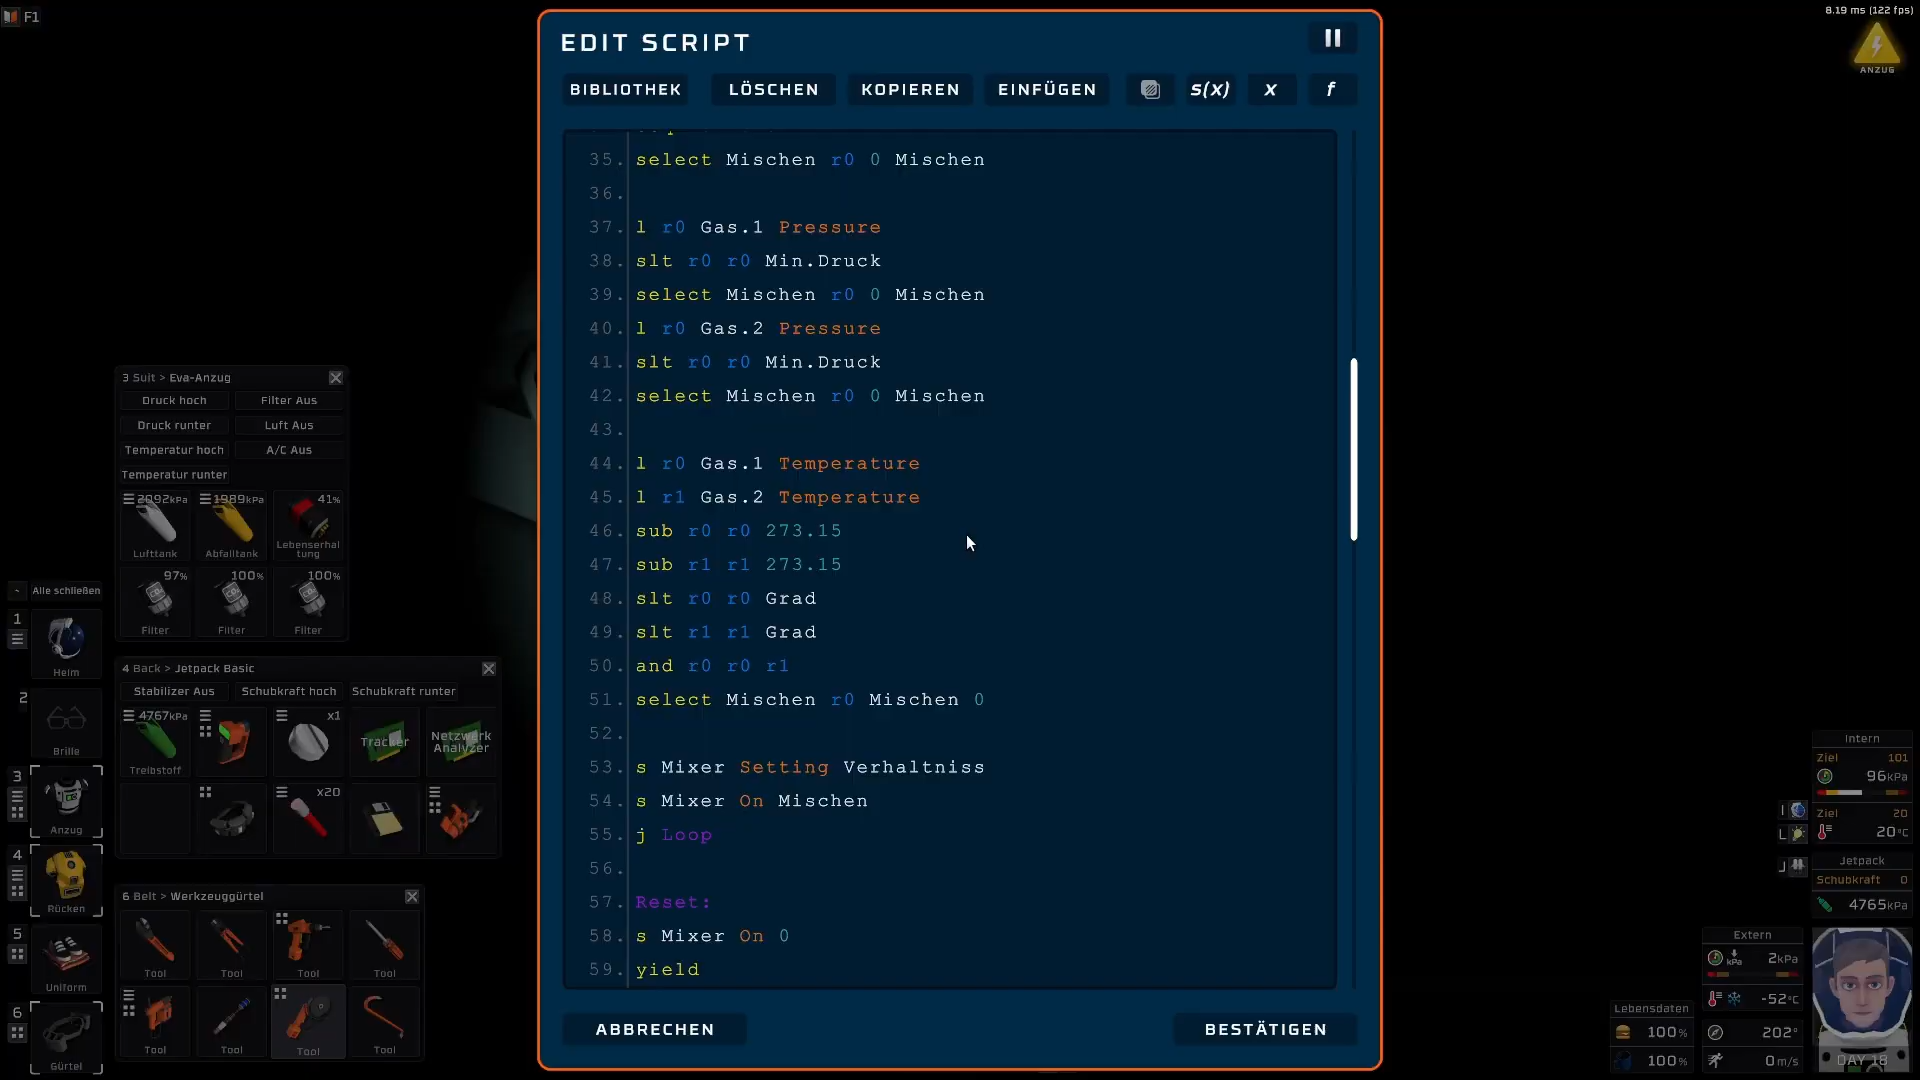 F1
8.19 ms (122 fps)
ANZUG
EDIT SCRIPT
BIBLIOTHEK
LÖSCHEN
KOPIEREN
EINFÜGEN
s(x)
x
f
35. select Mischen r0 0 Mischen
36.
37. l r0 Gas.1 Pressure
38. slt r0 r0 Min.Druck
39. select Mischen r0 0 Mischen
40. l r0 Gas.2 Pressure
41. slt r0 r0 Min.Druck
42. select Mischen r0 0 Mischen
43.
44. l r0 Gas.1 Temperature
45. l r1 Gas.2 Temperature
46. sub r0 r0 273.15
47. sub r1 r1 273.15
48. slt r0 r0 Grad
49. slt r1 r1 Grad
50. and r0 r0 r1
51. select Mischen r0 Mischen 0
52.
53. s Mixer Setting Verhaltniss
54. s Mixer On Mischen
55. j Loop
56.
57. Reset:
58. s Mixer On 0
59. yield
ABBRECHEN
BESTÄTIGEN
3 Suit > Eva-Anzug
Druck hoch
Filter Aus
Druck runter
Luft Aus
Temperatur hoch
A/C Aus
Temperatur runter
2092kPa
1989kPa
41%
Lufttank
Abfalltank
Lebenserhaltung
97%
100%
100%
Filter
Filter
Filter
~
Alle schließen
1
Helm
2
Brille
3
Anzug
4
Rücken
5
Uniform
6
Gürtel
4 Back > Jetpack Basic
Stabilizer Aus
Schubkraft hoch
Schubkraft runter
4767kPa
x1
Tracker
Netzwerk Analyzer
Treibstoff
x20
6 Belt > Werkzeuggürtel
Tool
Tool
Tool
Tool
Tool
Tool
Tool
Tool
Intern
Ziel 101
96kPa
Ziel 20
20°C
I
L
J
Jetpack
Schubkraft 0
4765kPa
Extern
kPa
2kPa
-52°C
202°
0m/s
Lebensdaten
100%
100%
DAY 18